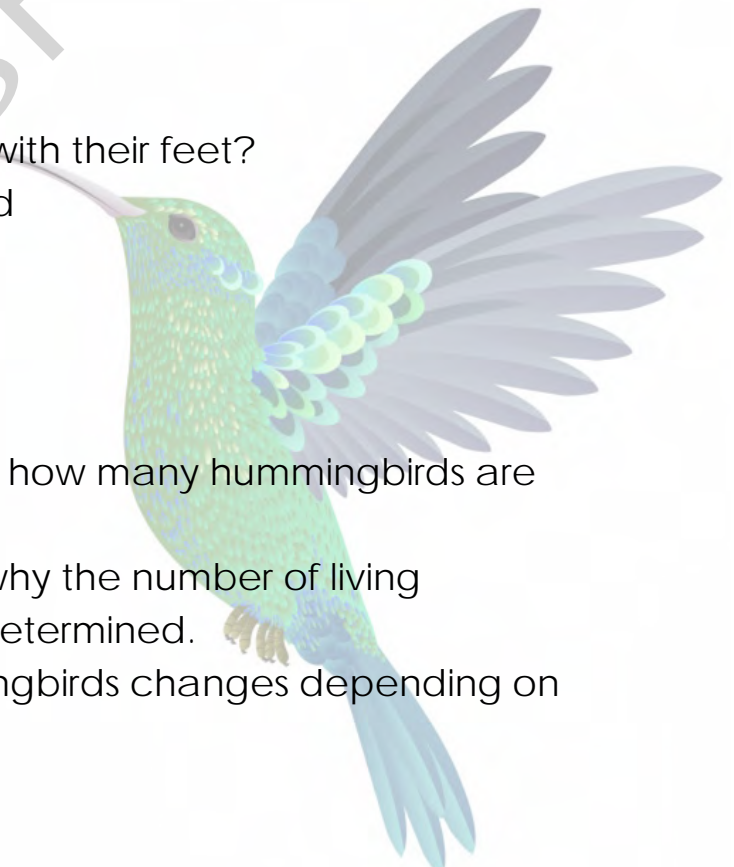 with their feet?
d
how many hummingbirds are
why the number of living
etermined.
ngbirds changes depending on